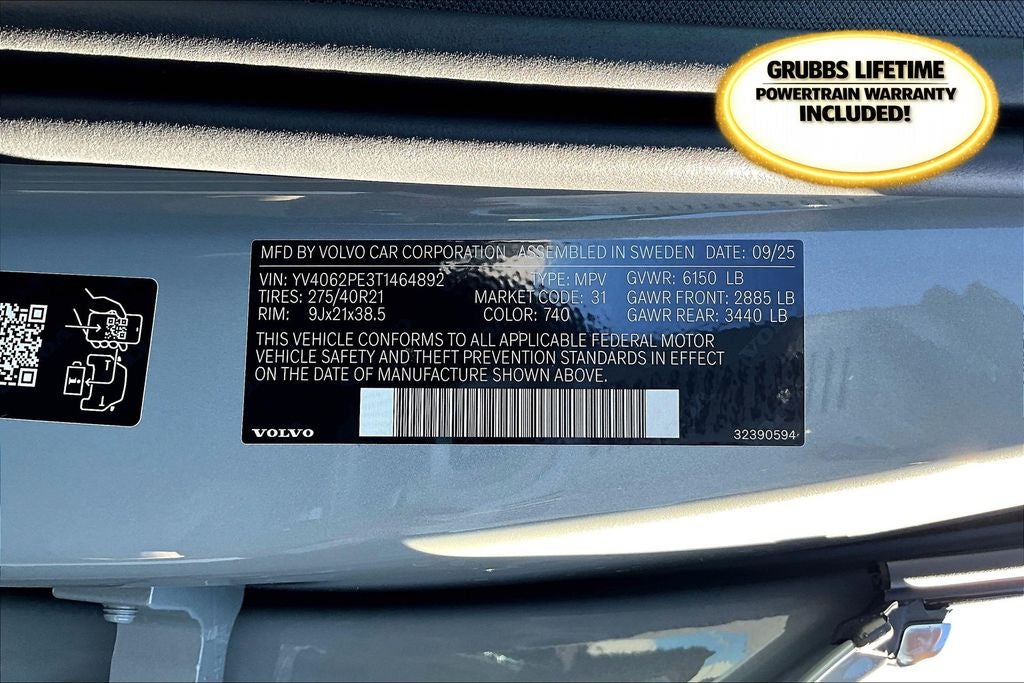 GRUBBS LIFETIME
POWERTRAIN WARRANTY
INCLUDED!
MFD BY VOLVO CAR CORPORATION ASSEMBLED IN SWEDEN DATE: 09/25
VIN: YV4062PE3T1464892 TYPE: MPV GVWR: 6150 LB
TIRES: 275/40R21 MARKET CODE: 31 GAWR FRONT: 2885 LB
RIM: 9Jx21x38.5 COLOR: 740 GAWR REAR: 3440 LB
THIS VEHICLE CONFORMS TO ALL APPLICABLE FEDERAL MOTOR
VEHICLE SAFETY AND THEFT PREVENTION STANDARDS IN EFFECT
ON THE DATE OF MANUFACTURE SHOWN ABOVE.
VOLVO 32390594